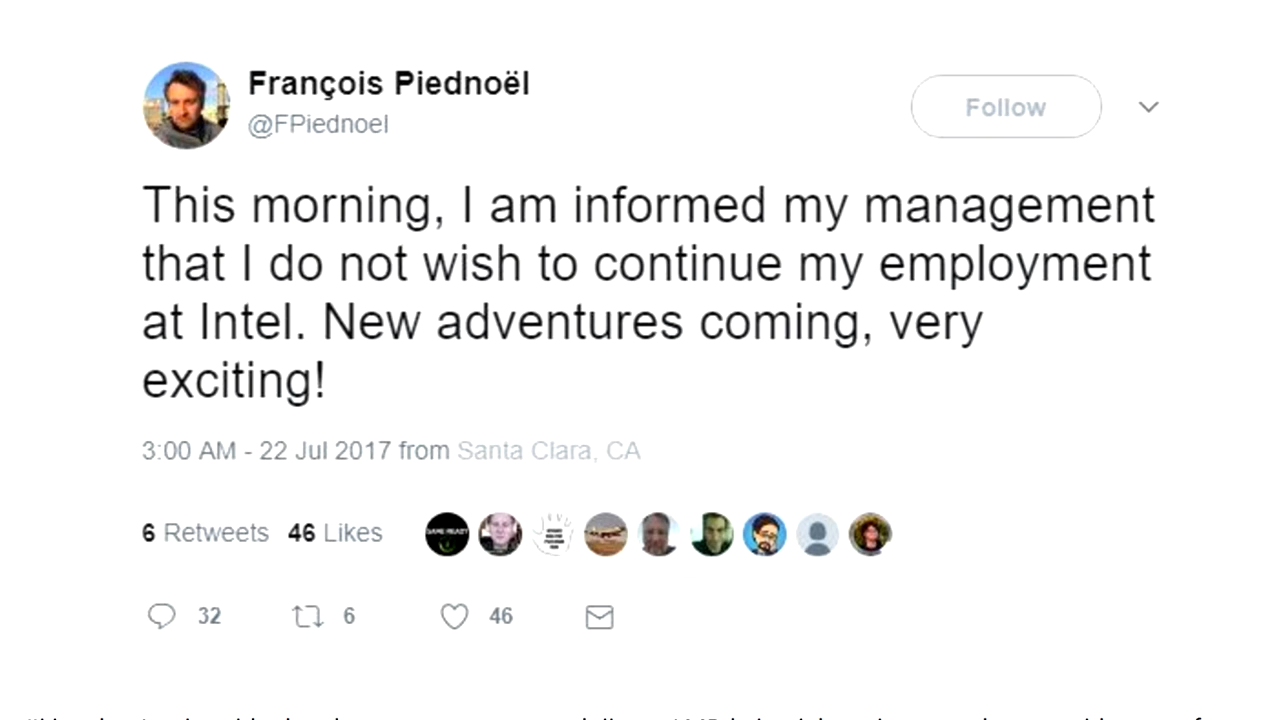 François Piednoël
@FPiednoel
Follow
This morning, I am informed my management
that I do not wish to continue my employment
at Intel. New adventures coming, very
exciting!
3:00 AM - 22 Jul 2017 from Santa Clara, CA
6 Retweets 46 Likes
32 6 46